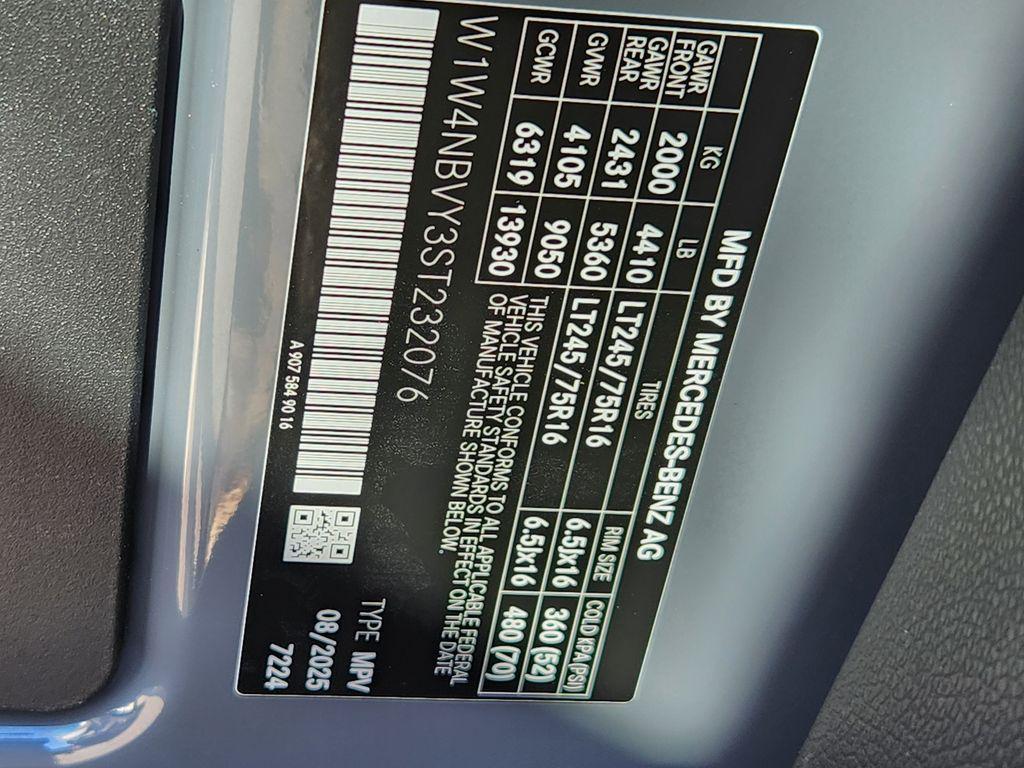 MFD BY MERCEDES-BENZ AG
KG LB TIRES RIM SIZE COLD KPA(PSI)
GAWR FRONT 2000 4410 LT245/75R16 6.5Jx16 360 (52)
GAWR REAR 2431 5360 LT245/75R16 6.5Jx16 480 (70)
GVWR 4105 9050
GCWR 6319 13930
THIS VEHICLE CONFORMS TO ALL APPLICABLE FEDERAL
VEHICLE SAFETY STANDARDS IN EFFECT ON THE DATE
OF MANUFACTURE SHOWN BELOW.
W1W4NBVY3ST232076
TYPE MPV
08/2025
7224
A 907 584 90 16